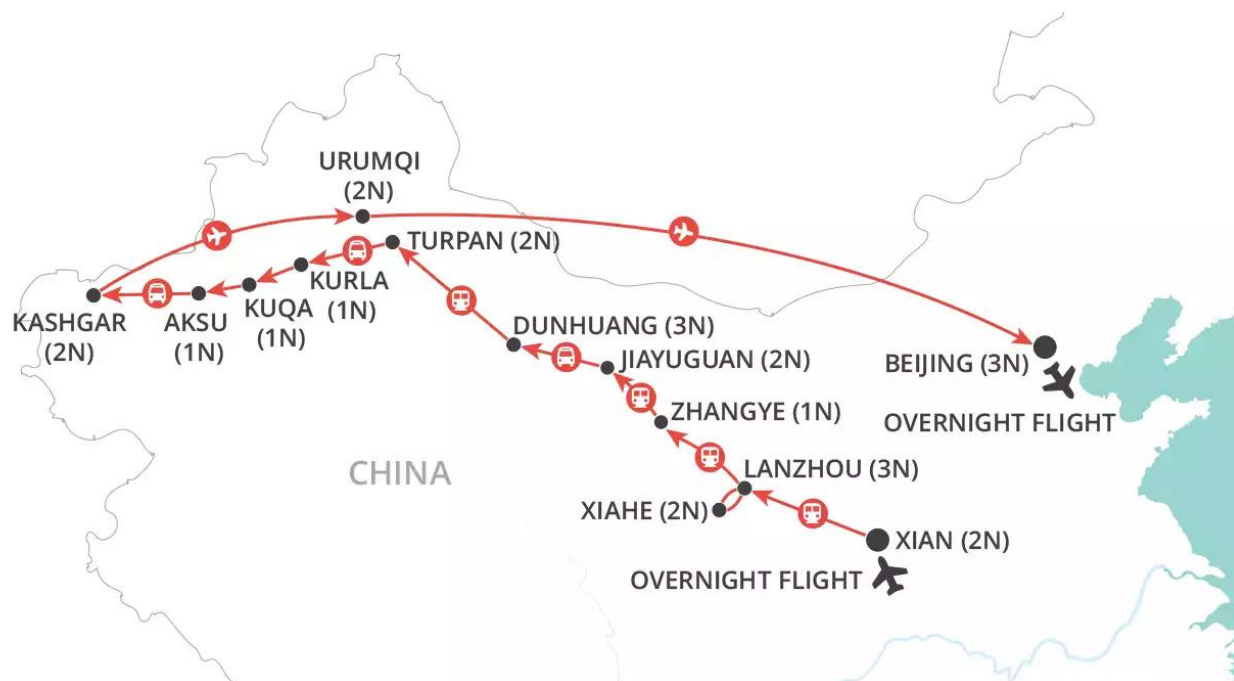 URUMQI
(2N)
TURPAN (2N)
KURLA
(1N)
KUQA
(1N)
AKSU
(1N)
KASHGAR
(2N)
DUNHUANG (3N)
JIAYUGUAN (2N)
BEIJING (3N)
OVERNIGHT FLIGHT
ZHANGYE (1N)
CHINA
LANZHOU (3N)
XIAHE (2N)
XIAN (2N)
OVERNIGHT FLIGHT